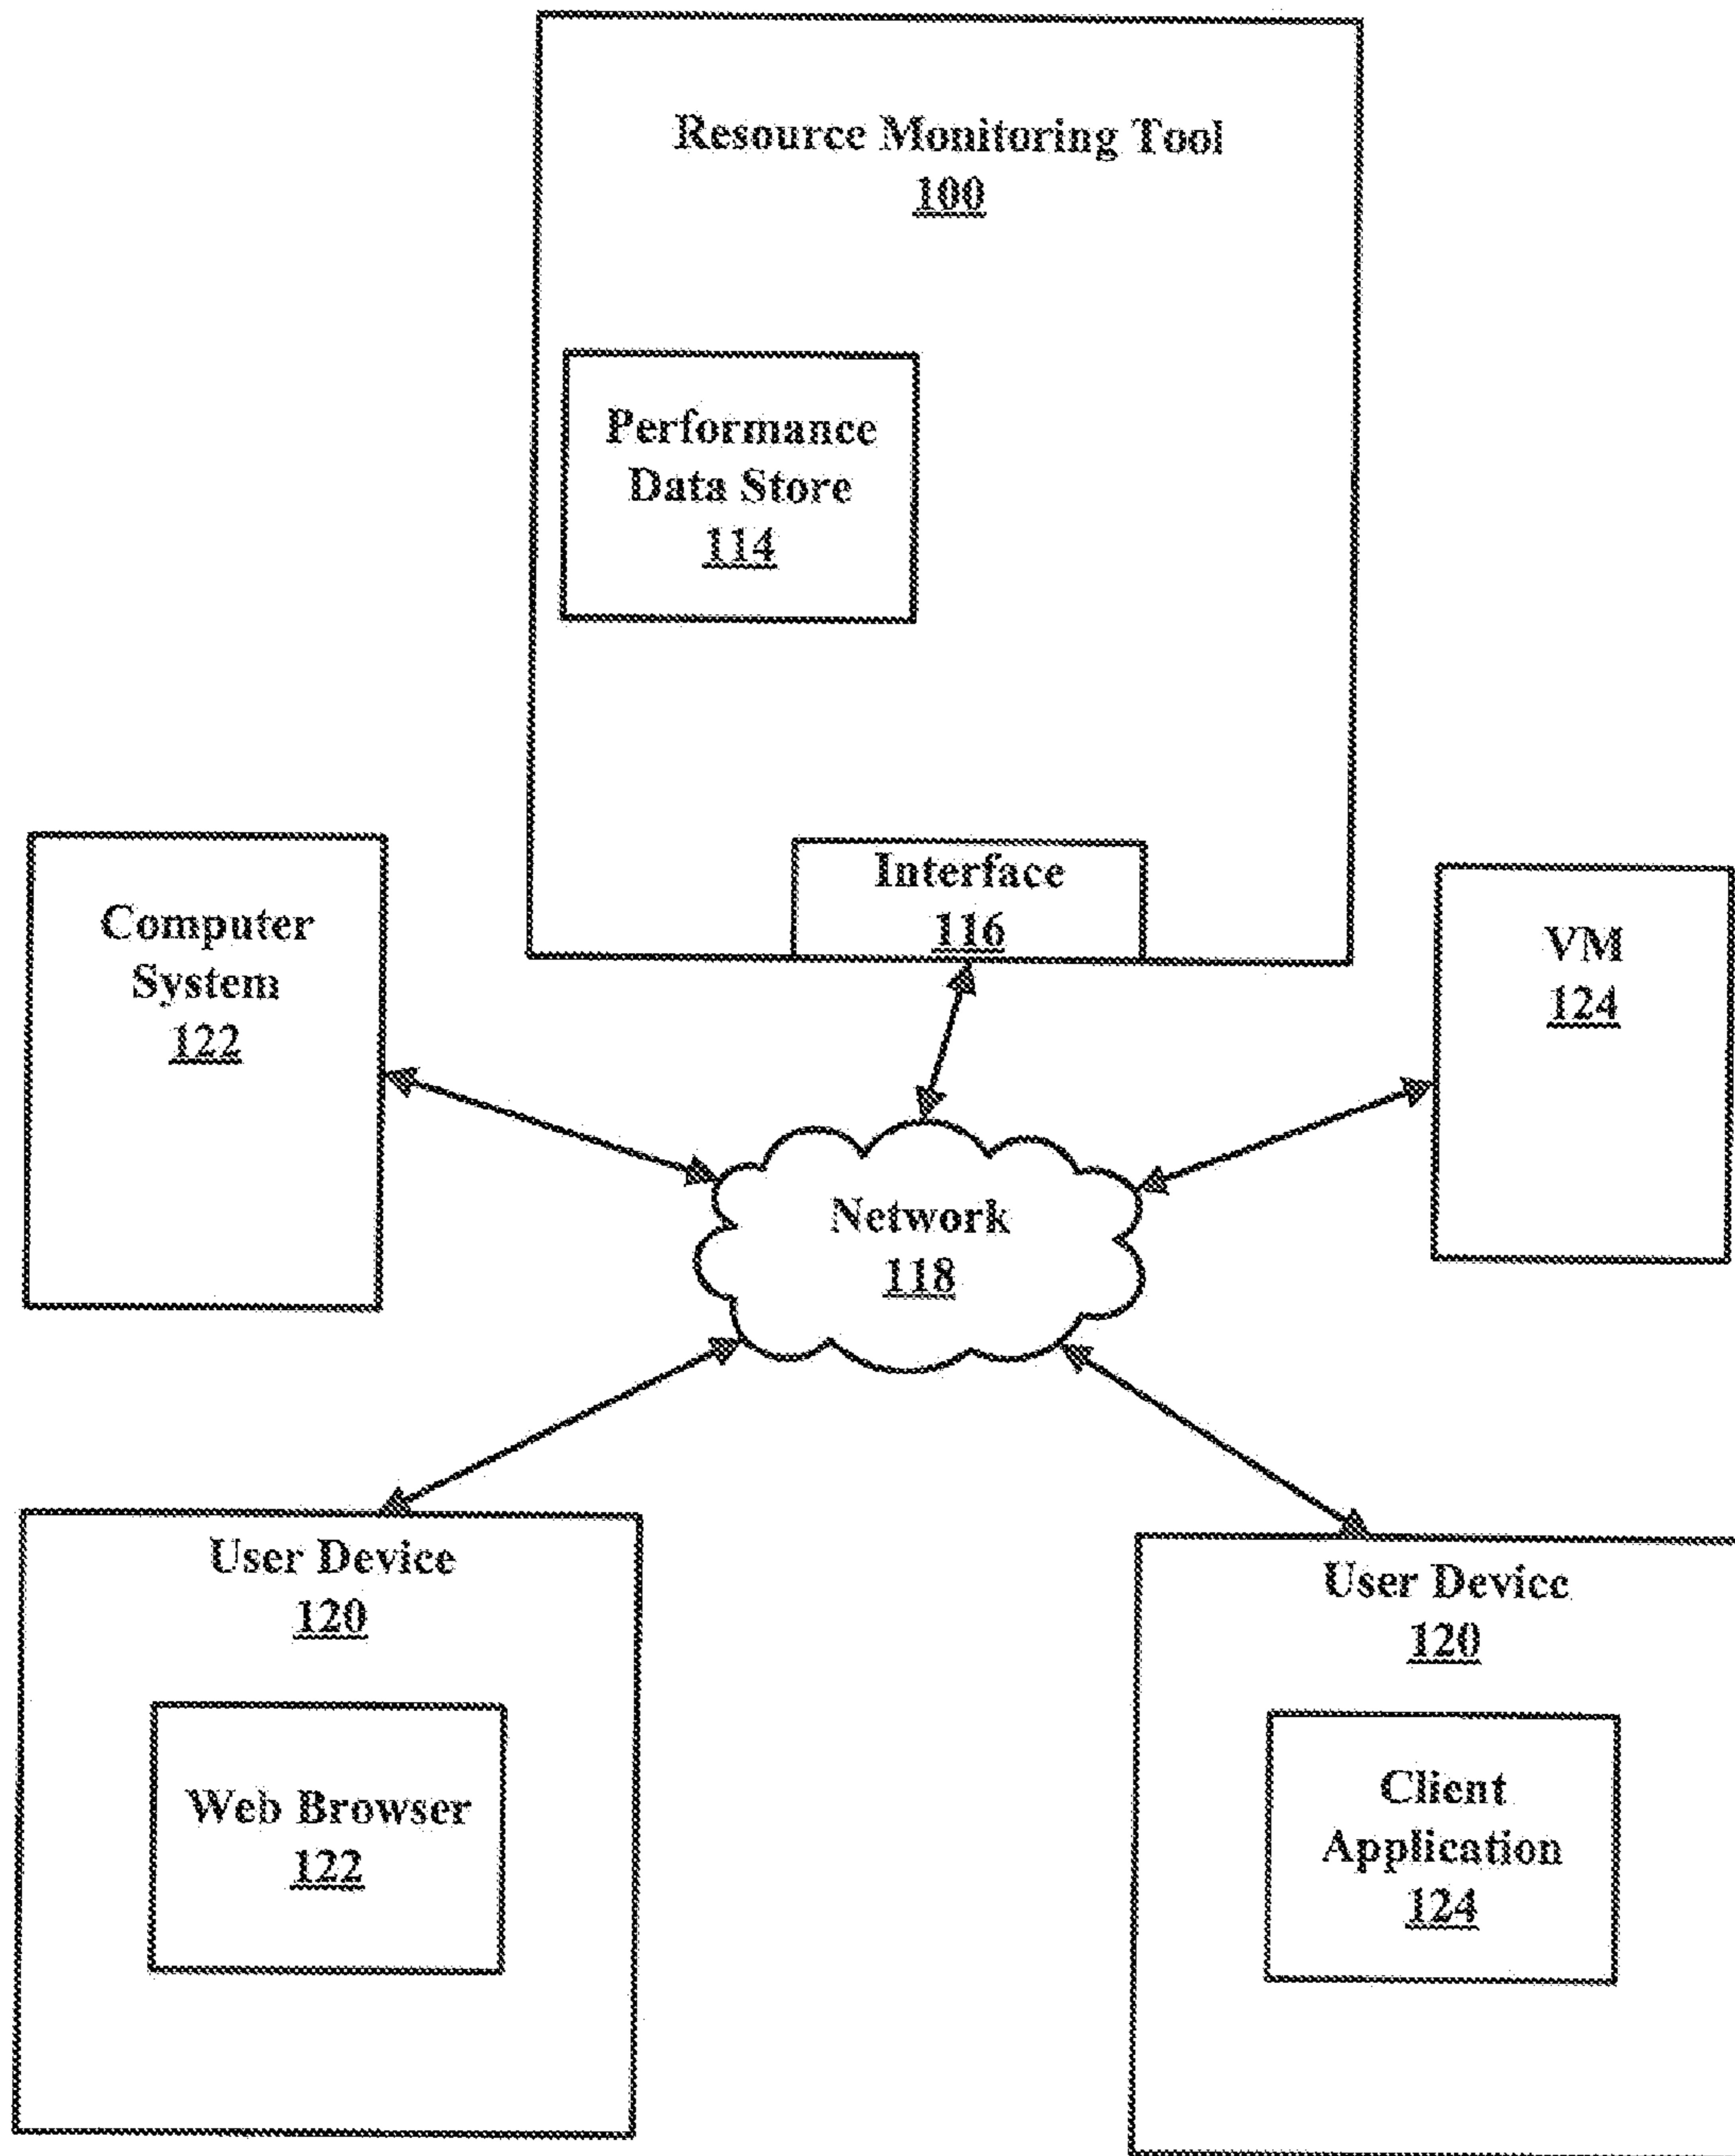 Resource Monitoring Tool
100
Performance
Data Store
114
Interface
116
Computer
System
122
VM
124
Network
118
User Device
120
Web Browser
122
User Device
120
Client
Application
124